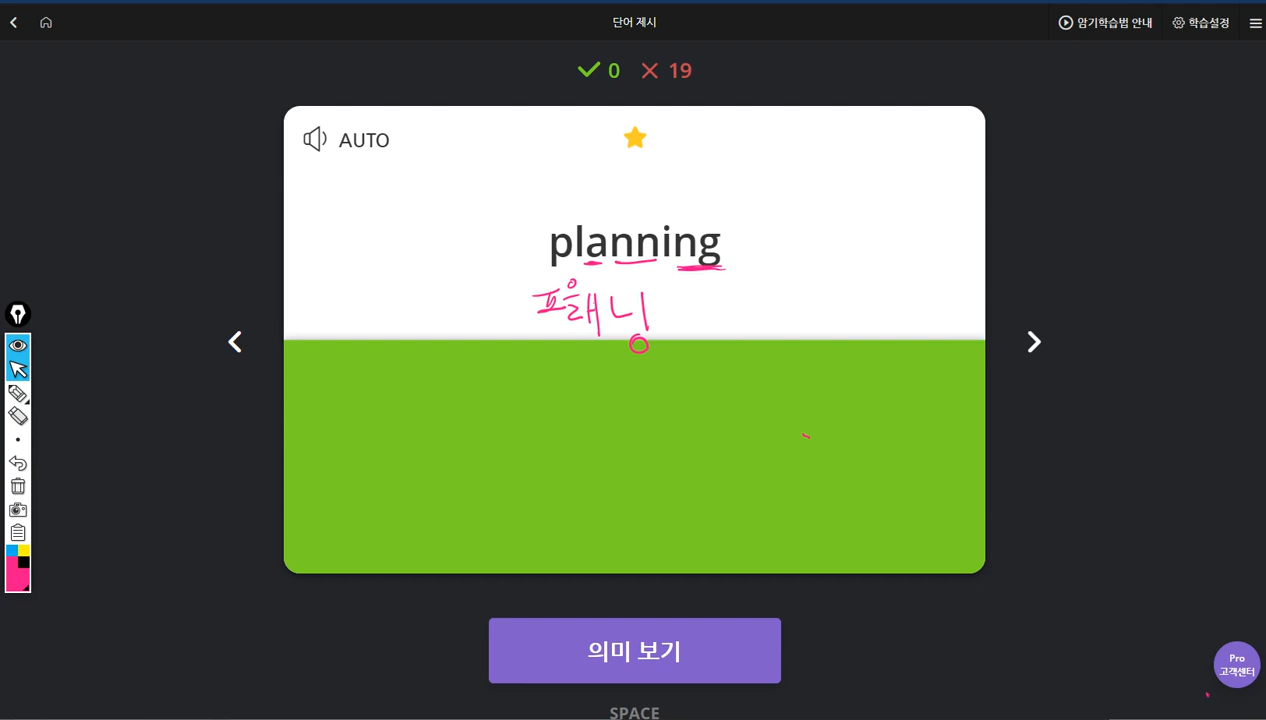 단어 제시
암기학습법 안내
학습설정
0
19
AUTO
planning
프래닝
의미 보기
SPACE
Pro
고객센터